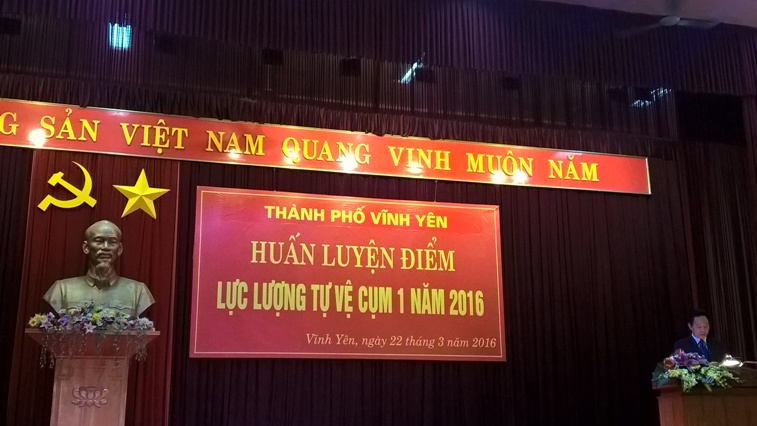 G SẢN VIỆT NAM QUANG VINH MUÔN NĂM
THÀNH PHỐ VĨNH YÊN
HUẤN LUYỆN ĐIỂM
LỰC LƯỢNG TỰ VỆ CỤM 1 NĂM 2016
Vĩnh Yên, ngày 22 tháng 3 năm 2016